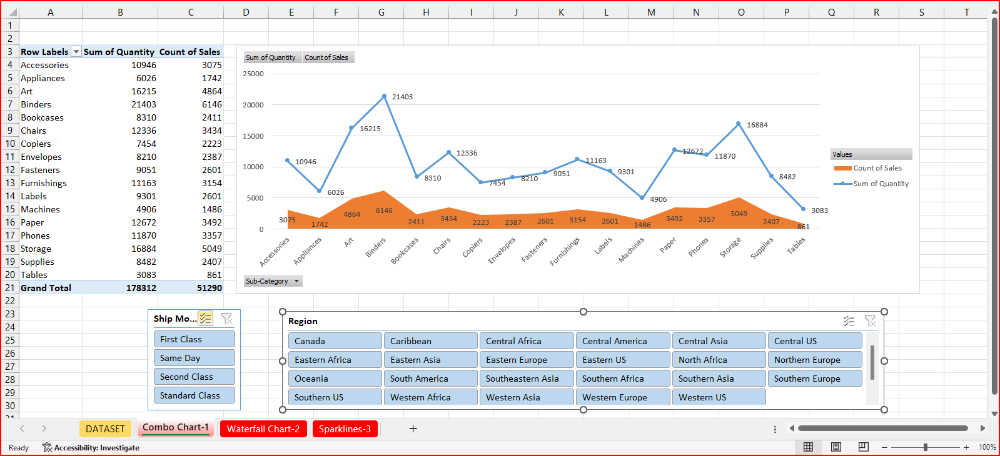 A B C D E F G H I J K L M N O P Q R S T
1
2
3 Row Labels Sum of Quantity Count of Sales
4 Accessories 10946 3075
5 Appliances 6026 1742
6 Art 16215 4864
7 Binders 21403 6146
8 Bookcases 8310 2411
9 Chairs 12336 3434
10 Copiers 7454 2223
11 Envelopes 8210 2387
12 Fasteners 9051 2601
13 Furnishings 11163 3154
14 Labels 9301 2601
15 Machines 4906 1486
16 Paper 12672 3492
17 Phones 11870 3357
18 Storage 16884 5049
19 Supplies 8482 2407
20 Tables 3083 861
21 Grand Total 178312 51290
22
23
24
25
26
27
28
29
30
31
Sum of Quantity Count of Sales
25000
20000
15000
10000
5000
0
10946 6026 16215 21403 8310 12336 7454 8210 9051 11163 9301 4906 12672 11870 16884 8482 3083
3075 1742 4864 6146 2411 3434 2223 2387 2601 3154 2601 1486 3492 3357 5049 2407 861
Accessories Appliances Art Binders Bookcases Chairs Copiers Envelopes Fasteners Furnishings Labels Machines Paper Phones Storage Supplies Tables
Values
Count of Sales
Sum of Quantity
Sub-Category
Ship Mo...
First Class
Same Day
Second Class
Standard Class
Region
Canada Caribbean Central Africa Central America Central Asia Central US
Eastern Africa Eastern Asia Eastern Europe Eastern US North Africa Northern Europe
Oceania South America Southeastern Asia Southern Africa Southern Asia Southern Europe
Southern US Western Africa Western Asia Western Europe Western US
DATASET Combo Chart-1 Waterfall Chart-2 Sparklines-3
Ready Accessibility: Investigate 100%